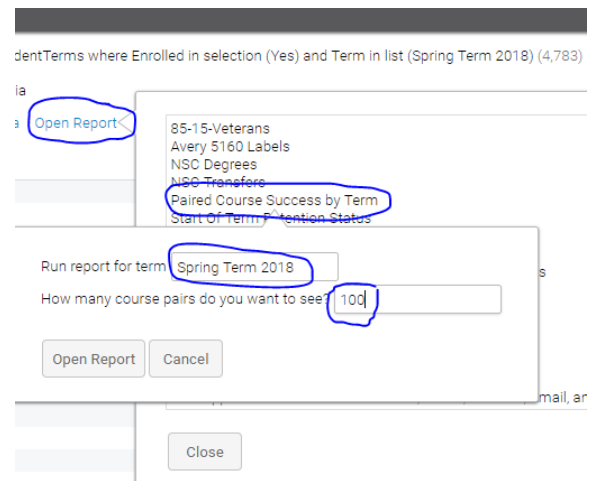 dentTerms where Enrolled in selection (Yes) and Term in list (Spring Term 2018) (4,783)
ia
a Open Report
85-15-Veterans
Avery 5160 Labels
NSC Degrees
NSC Transfers
Paired Course Success by Term
Start Of Term Retention Status
Run report for term Spring Term 2018
s
How many course pairs do you want to see? 100
Open Report Cancel
mail, an
Close